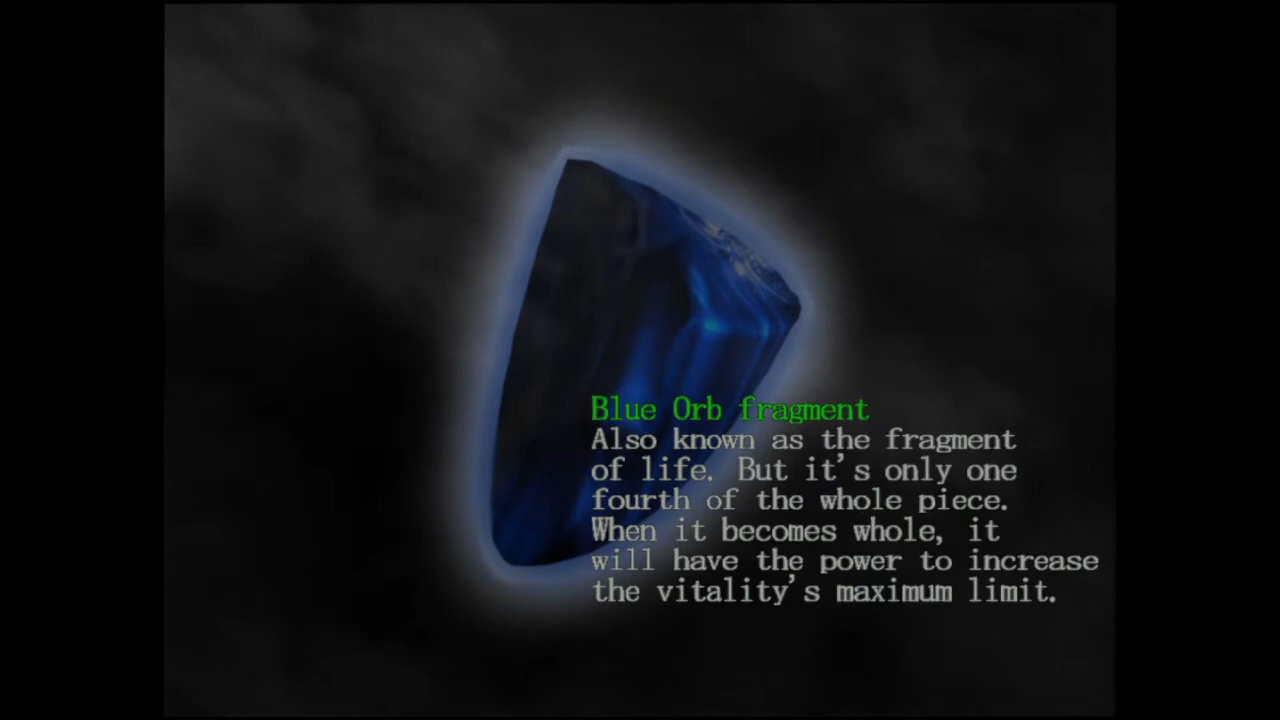 Blue Orb fragment
Also known as the fragment
of life. But it's only one
fourth of the whole piece.
When it becomes whole, it
will have the power to increase
the vitality's maximum limit.